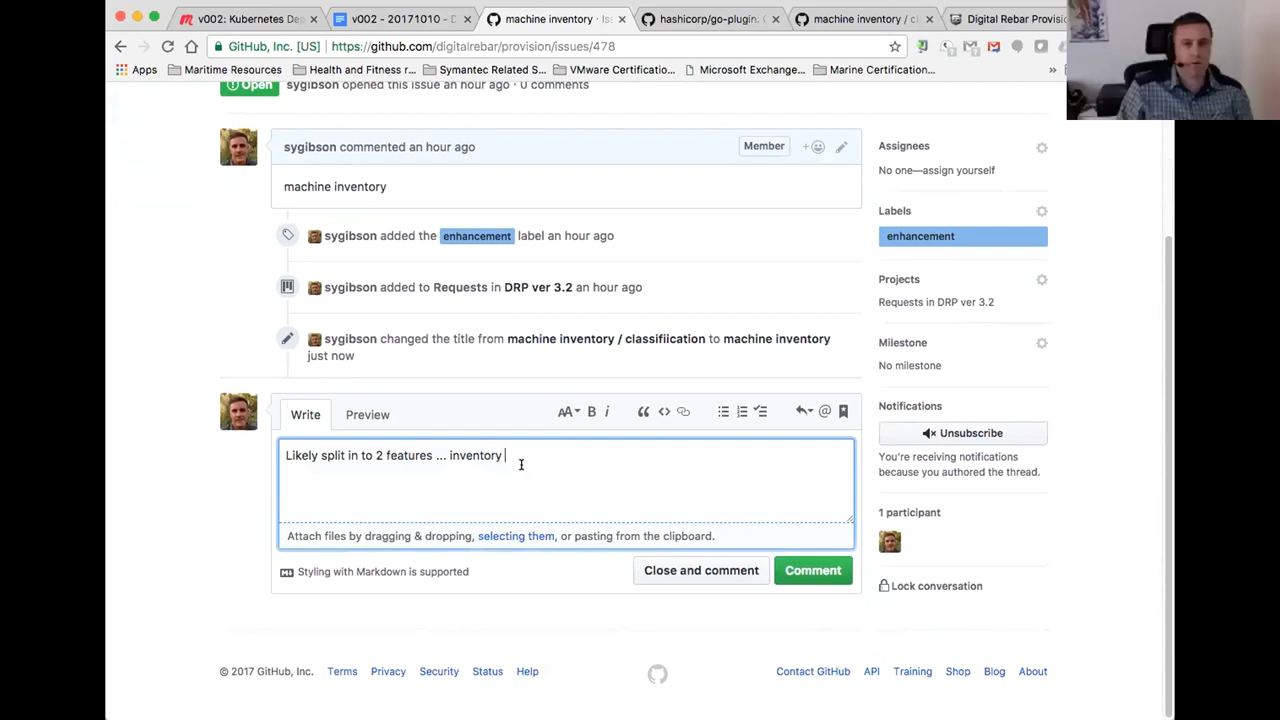 v002: Kubernetes Dep
v002 - 20171010 - D
machine inventory · Iss
hashicorp/go-plugin: G
machine inventory / cl
Digital Rebar Provisio
GitHub, Inc. [US]
https://github.com/digitalrebar/provision/issues/478
Apps
Maritime Resources
Health and Fitness r...
Symantec Related S...
VMware Certificatio...
Microsoft Exchange...
Marine Certification...
»
Open
sygibson opened this issue an hour ago · 0 comments
sygibson commented an hour ago
Member
machine inventory
sygibson added the enhancement label an hour ago
sygibson added to Requests in DRP ver 3.2 an hour ago
sygibson changed the title from machine inventory / classifiication to machine inventory
just now
Write
Preview
Likely split in to 2 features ... inventory
Attach files by dragging & dropping, selecting them, or pasting from the clipboard.
Styling with Markdown is supported
Close and comment
Comment
Assignees
No one—assign yourself
Labels
enhancement
Projects
Requests in DRP ver 3.2
Milestone
No milestone
Notifications
Unsubscribe
You're receiving notifications
because you authored the thread.
1 participant
Lock conversation
© 2017 GitHub, Inc.
Terms
Privacy
Security
Status
Help
Contact GitHub
API
Training
Shop
Blog
About